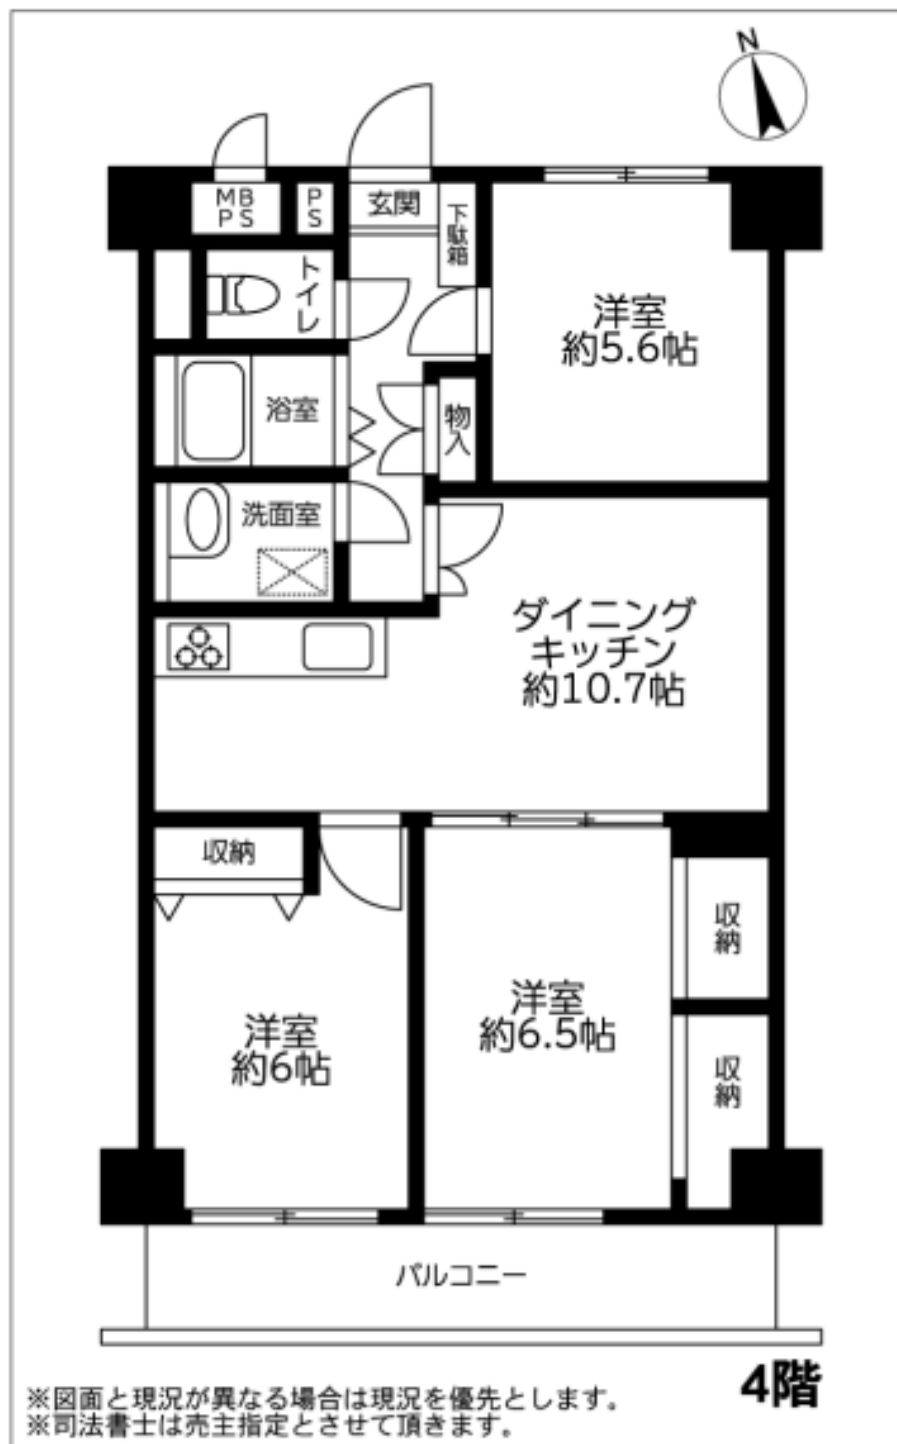 N
MB
PS
PS
玄関
下駄箱
トイレ
洋室
約5.6帖
浴室
物入
洗面室
ダイニング
キッチン
約10.7帖
収納
収納
洋室
約6.5帖
洋室
約6帖
収納
バルコニー
4階
※図面と現況が異なる場合は現況を優先とします。
※司法書士は売主指定とさせて頂きます。